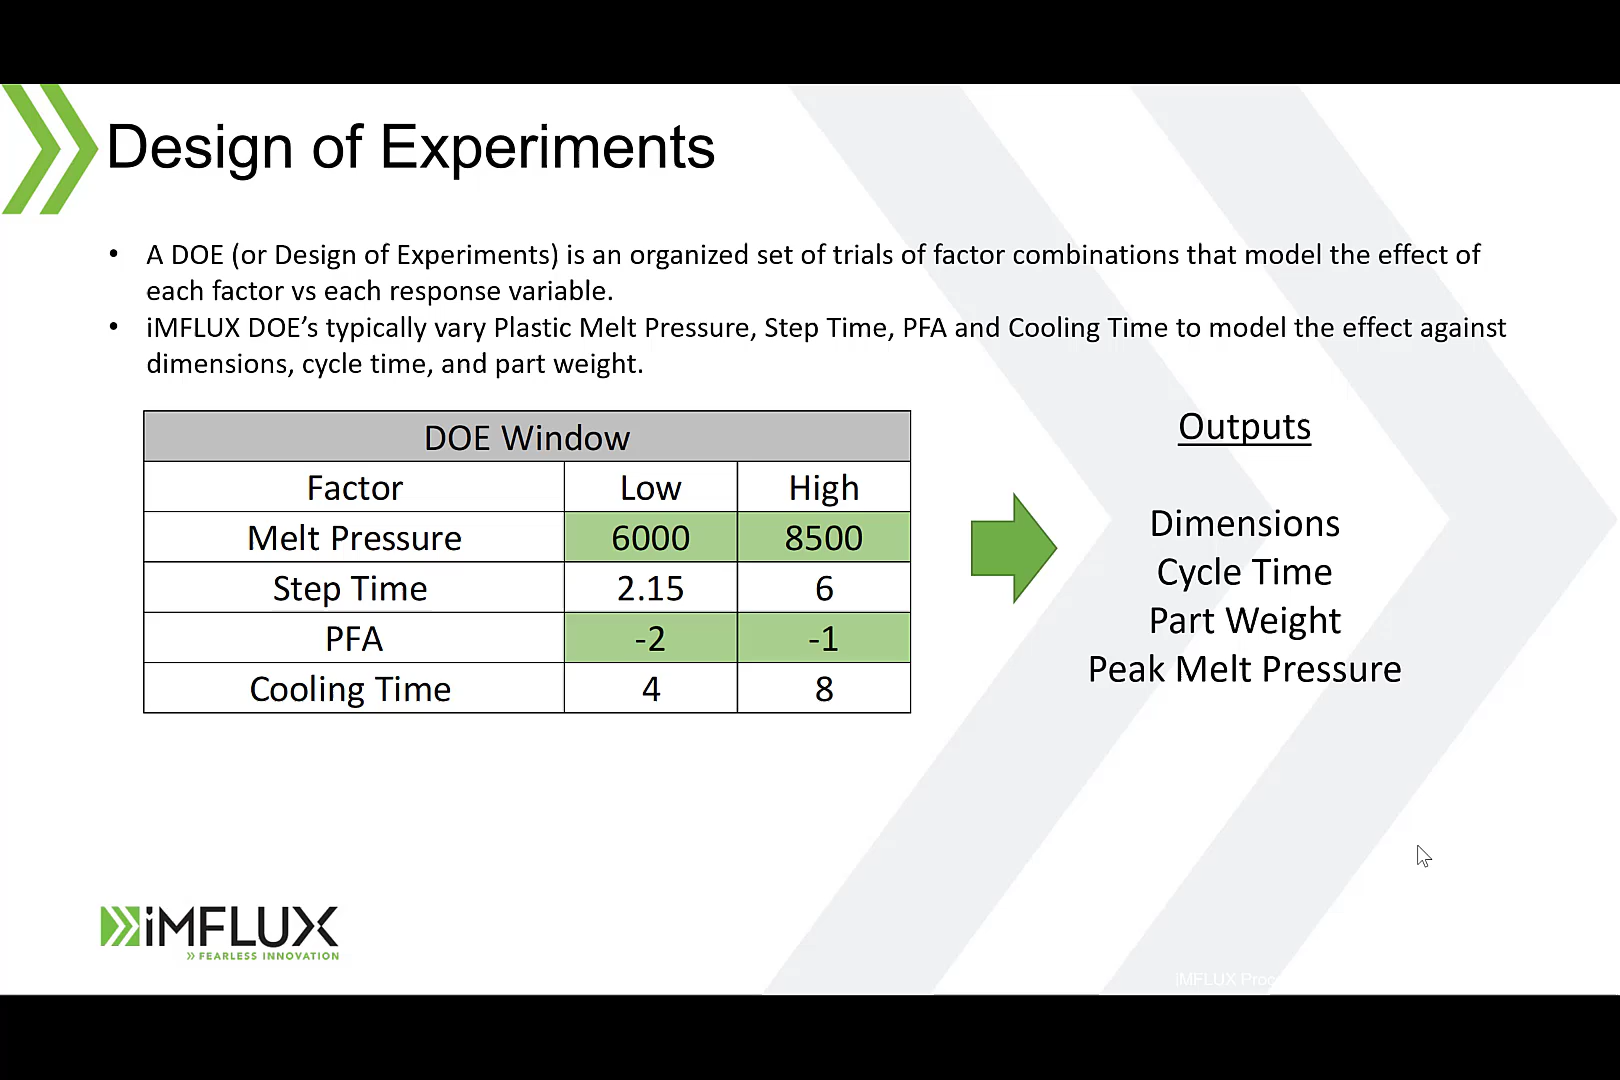 Design of Experiments
• A DOE (or Design of Experiments) is an organized set of trials of factor combinations that model the effect of
each factor vs each response variable.
• iMFLUX DOE’s typically vary Plastic Melt Pressure, Step Time, PFA and Cooling Time to model the effect against
dimensions, cycle time, and part weight.
DOE Window
Factor Low High
Melt Pressure 6000 8500
Step Time 2.15 6
PFA -2 -1
Cooling Time 4 8
Outputs
Dimensions
Cycle Time
Part Weight
Peak Melt Pressure
iMFLUX
» FEARLESS INNOVATION
iMFLUX